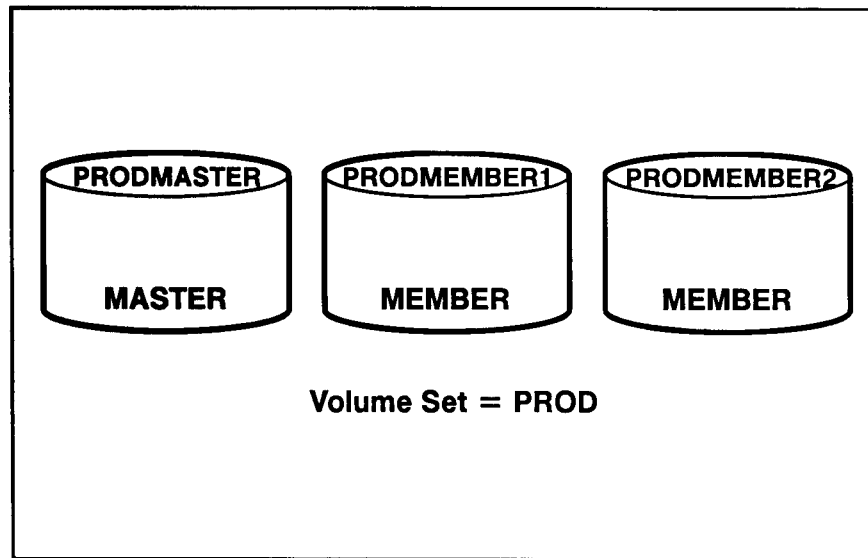 PRODMASTER PRODMEMBER1 PRODMEMBER2
MASTER MEMBER MEMBER
Volume Set = PROD